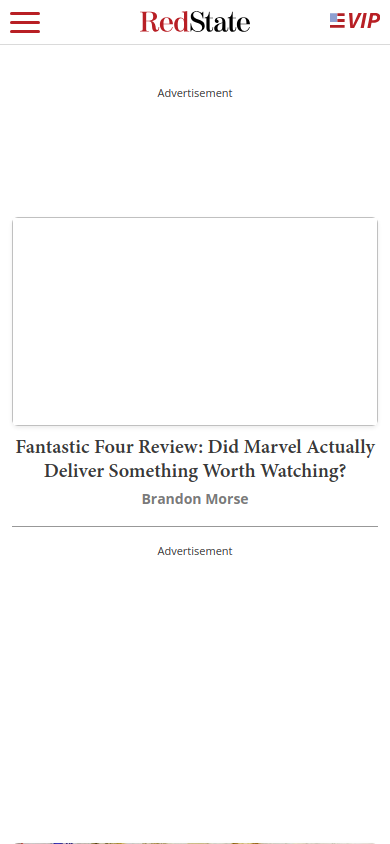 RedState
VIP
Advertisement
Fantastic Four Review: Did Marvel Actually
Deliver Something Worth Watching?
Brandon Morse
Advertisement